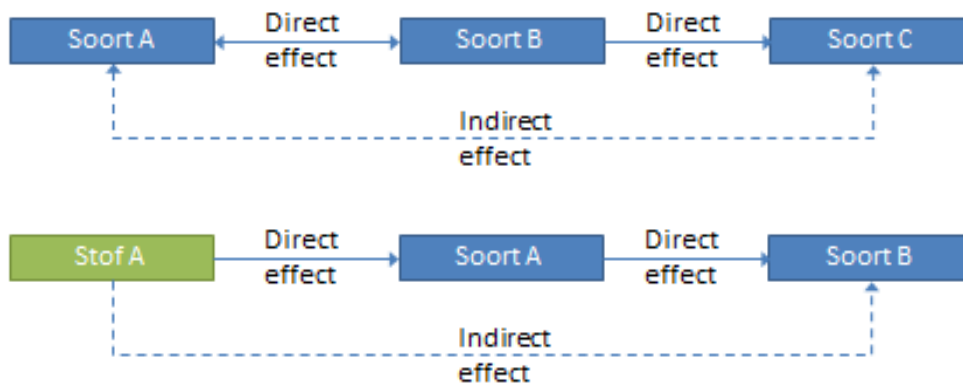 Soort A
Direct
effect
Soort B
Direct
effect
Soort C
Indirect
effect
Stof A
Direct
effect
Soort A
Direct
effect
Soort B
Indirect
effect